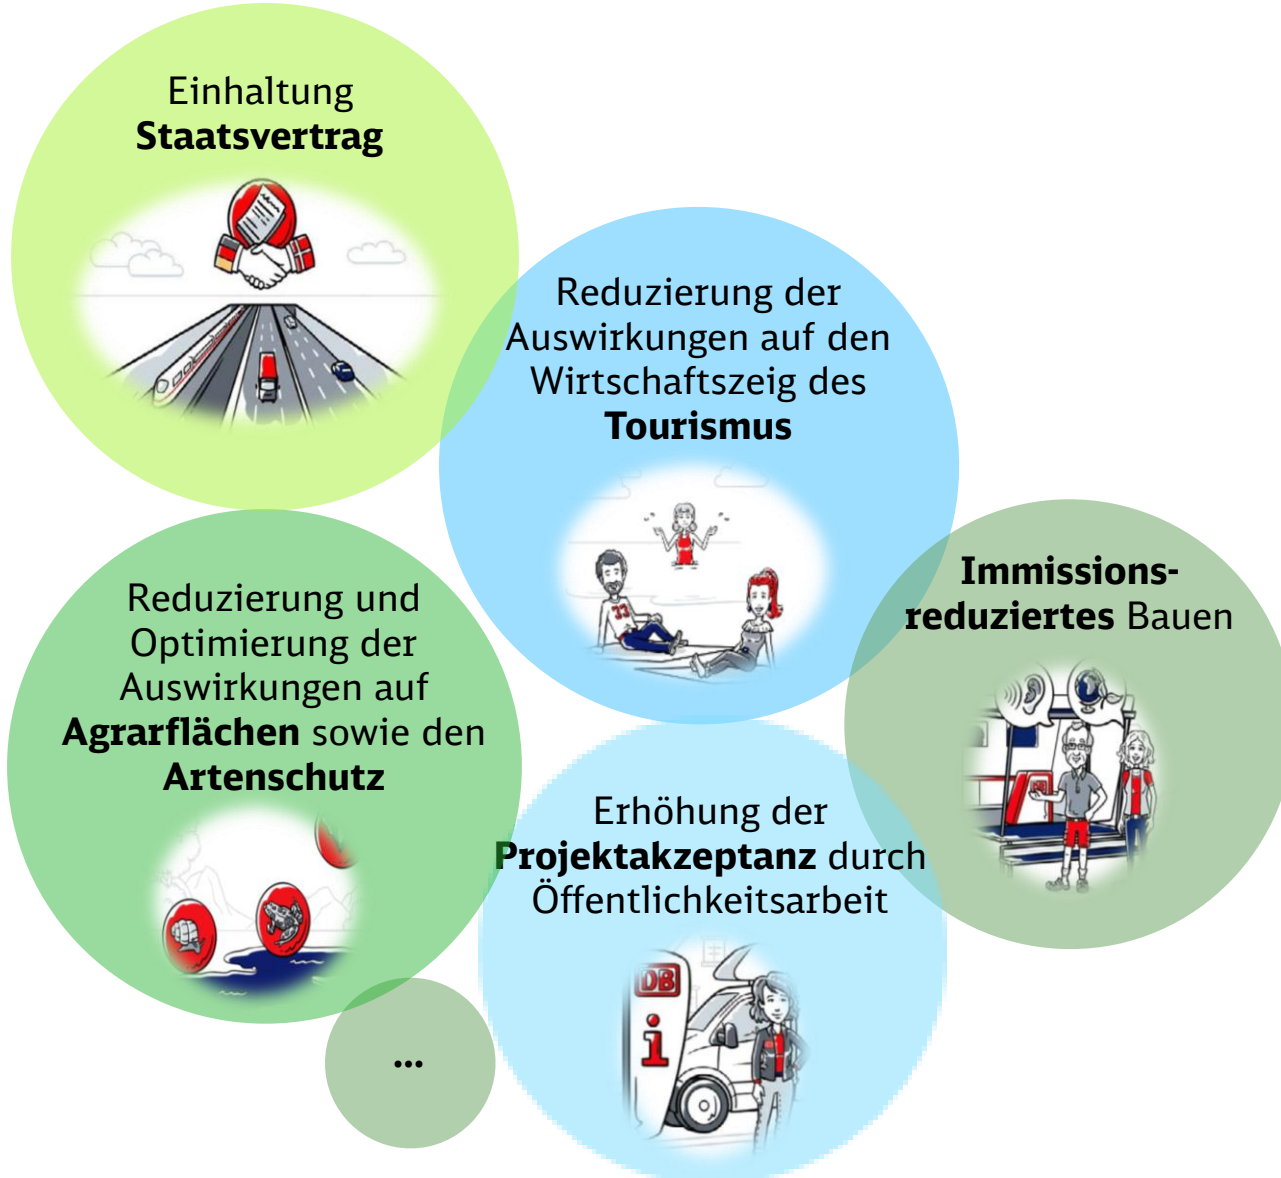 Einhaltung
Staatsvertrag
Reduzierung der
Auswirkungen auf den
Wirtschaftszeig des
Tourismus
33
Immissions-
reduziertes Bauen
Reduzierung und
Optimierung der
Auswirkungen auf
Agrarflächen sowie den
Artenschutz
Erhöhung der
Projektakzeptanz durch
Öffentlichkeitsarbeit
DB
i
...